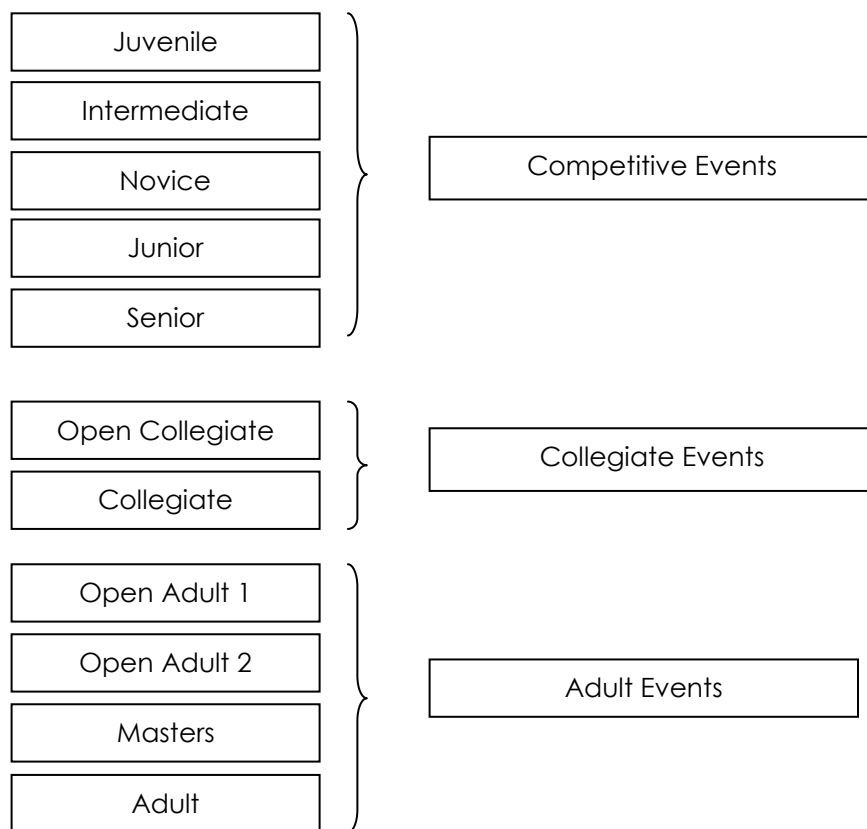 Juvenile
Intermediate
Novice
Junior
Senior
Competitive Events
Open Collegiate
Collegiate
Collegiate Events
Open Adult 1
Open Adult 2
Masters
Adult
Adult Events